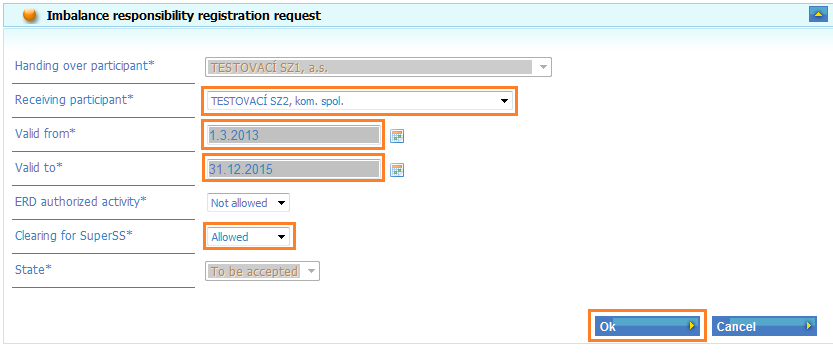 Imbalance responsibility registration request
Handing over participant* TESTOVACÍ SZ1, a.s.
Receiving participant* TESTOVACÍ SZ2, kom. spol.
Valid from* 1.3.2013
Valid to* 31.12.2015
ERD authorized activity* Not allowed
Clearing for SuperSS* Allowed
State* To be accepted
Ok Cancel